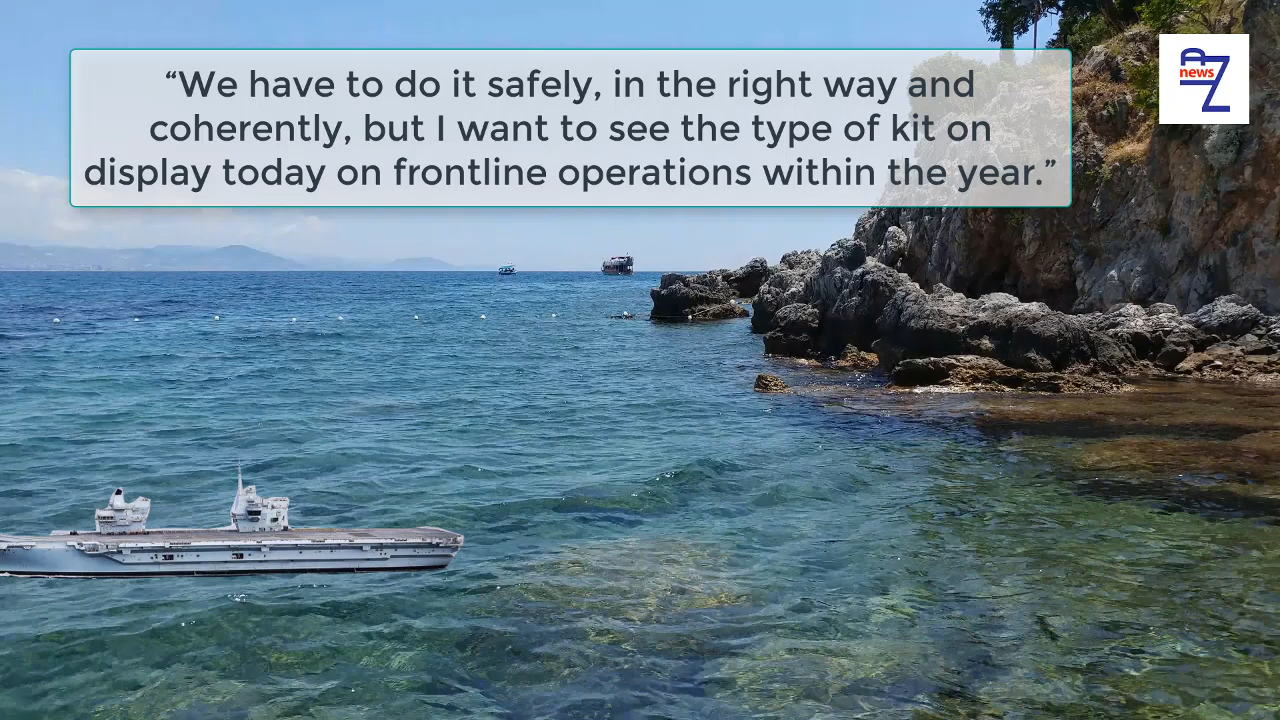 “We have to do it safely, in the right way and
coherently, but I want to see the type of kit on
display today on frontline operations within the year.”
AZ
news